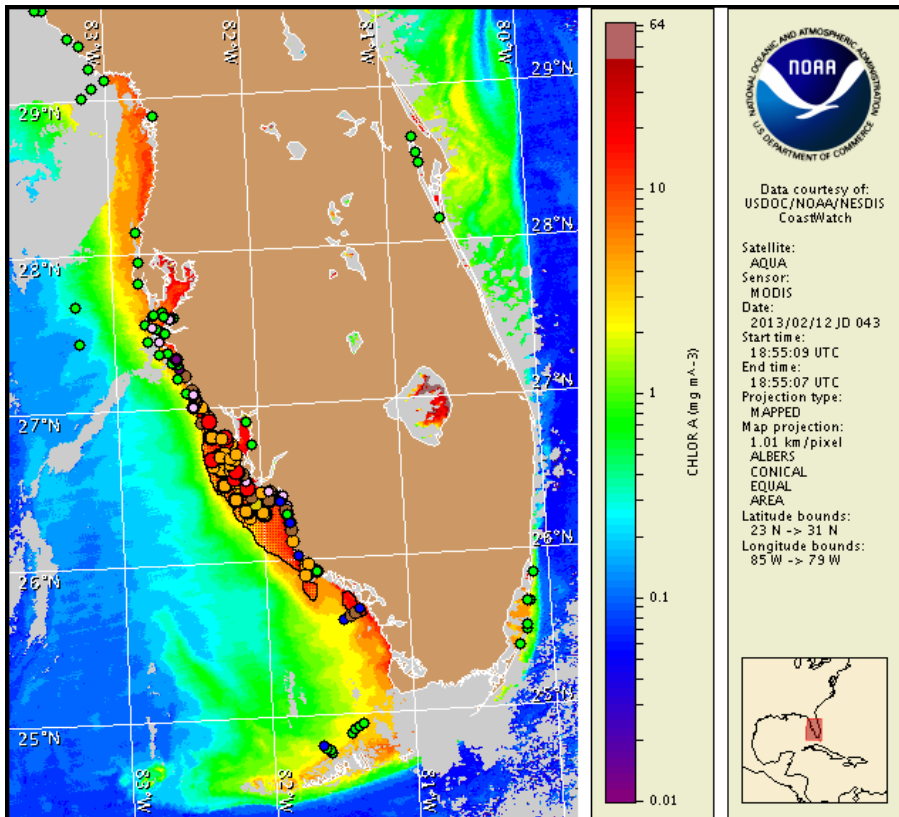 83°W
82°W
81°W
80°W
29°N
29°N
28°N
28°N
27°N
27°N
26°N
26°N
25°N
25°N
83°W
82°W
81°W
64
10
1
0.1
0.01
CHLOR A (mg m^-3)
NATIONAL OCEANIC AND ATMOSPHERIC ADMINISTRATION
NOAA
U.S. DEPARTMENT OF COMMERCE
Data courtesy of:
USDOC/NOAA/NESDIS
CoastWatch
Satellite:
AQUA
Sensor:
MODIS
Date:
2013/02/12 JD 043
Start time:
18:55:09 UTC
End time:
18:55:07 UTC
Projection type:
MAPPED
Map projection:
1.01 km/pixel
ALBERS
CONICAL
EQUAL
AREA
Latitude bounds:
23 N -> 31 N
Longitude bounds:
85 W -> 79 W